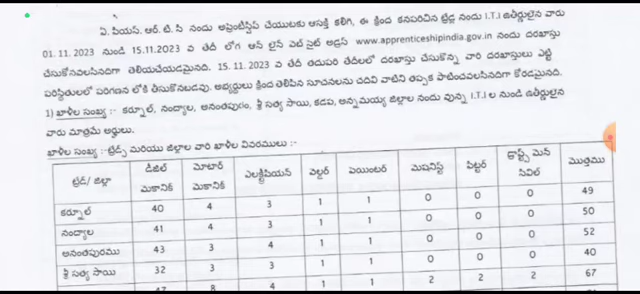 ఏ. పియస్. ఆర్. టి. సి నందు అప్రెంటిస్షిప్ చేయుటకు ఆసక్తి కలిగి, ఈ క్రింద కనపరిచిన ట్రేడ్ల నందు I.T.I ఉత్తీర్ణులైన వారు
01. 11. 2023 నుండి 15.11.2023 వ తేదీ లోగ ఆన్ లైన్ వెబ్ సైట్ అడ్రస్ www.apprenticeshipindia.gov.in నందు దరఖాస్తు
చేసుకోవలసినదిగా తెలియచేయడమైనది. 15. 11. 2023 వ తేదీ తదుపరి తేదీలలో దరఖాస్తు చేసుకొన్న వారి దరఖాస్తులు ఎట్టి
పరిస్థితులలో పరిగణన లోకి తీసుకొనబడవు. అభ్యర్థులు క్రింద తెలిపిన సూచనలను చదివి వాటిని తప్పక పాటించవలసినదిగా కోరడమైనది.
1) ఖాళీల సంఖ్య :- కర్నూల్, నంద్యాల, అనంతపురం, శ్రీ సత్య సాయి, కడప, అన్నమయ్య జిల్లాల నందు వున్న I.T.I ల నుండి ఉత్తీర్ణులైన
వారు మాత్రమే అర్హులు.
ఖాళీల సంఖ్య :-ట్రేడ్స్ మరియు జిల్లాల వారి ఖాళీల వివరములు :-
ట్రేడ్/ జిల్లా డీజిల్ మెకానిక్ మోటార్ మెకానిక్ ఎలక్ట్రీషియన్ వెల్డర్ పెయింటర్ మెషినిస్ట్ ఫిట్టర్ డ్రాఫ్ట్స్ మెన్ సివిల్ మొత్తము
కర్నూల్ 40 4 3 1 1 0 0 0 49
నంద్యాల 41 4 3 1 1 0 0 0 50
అనంతపురము 43 3 4 1 1 0 0 0 52
శ్రీ సత్య సాయి 32 3 3 1 1 0 0 0 40
47 8 4 1 1 2 2 2 67